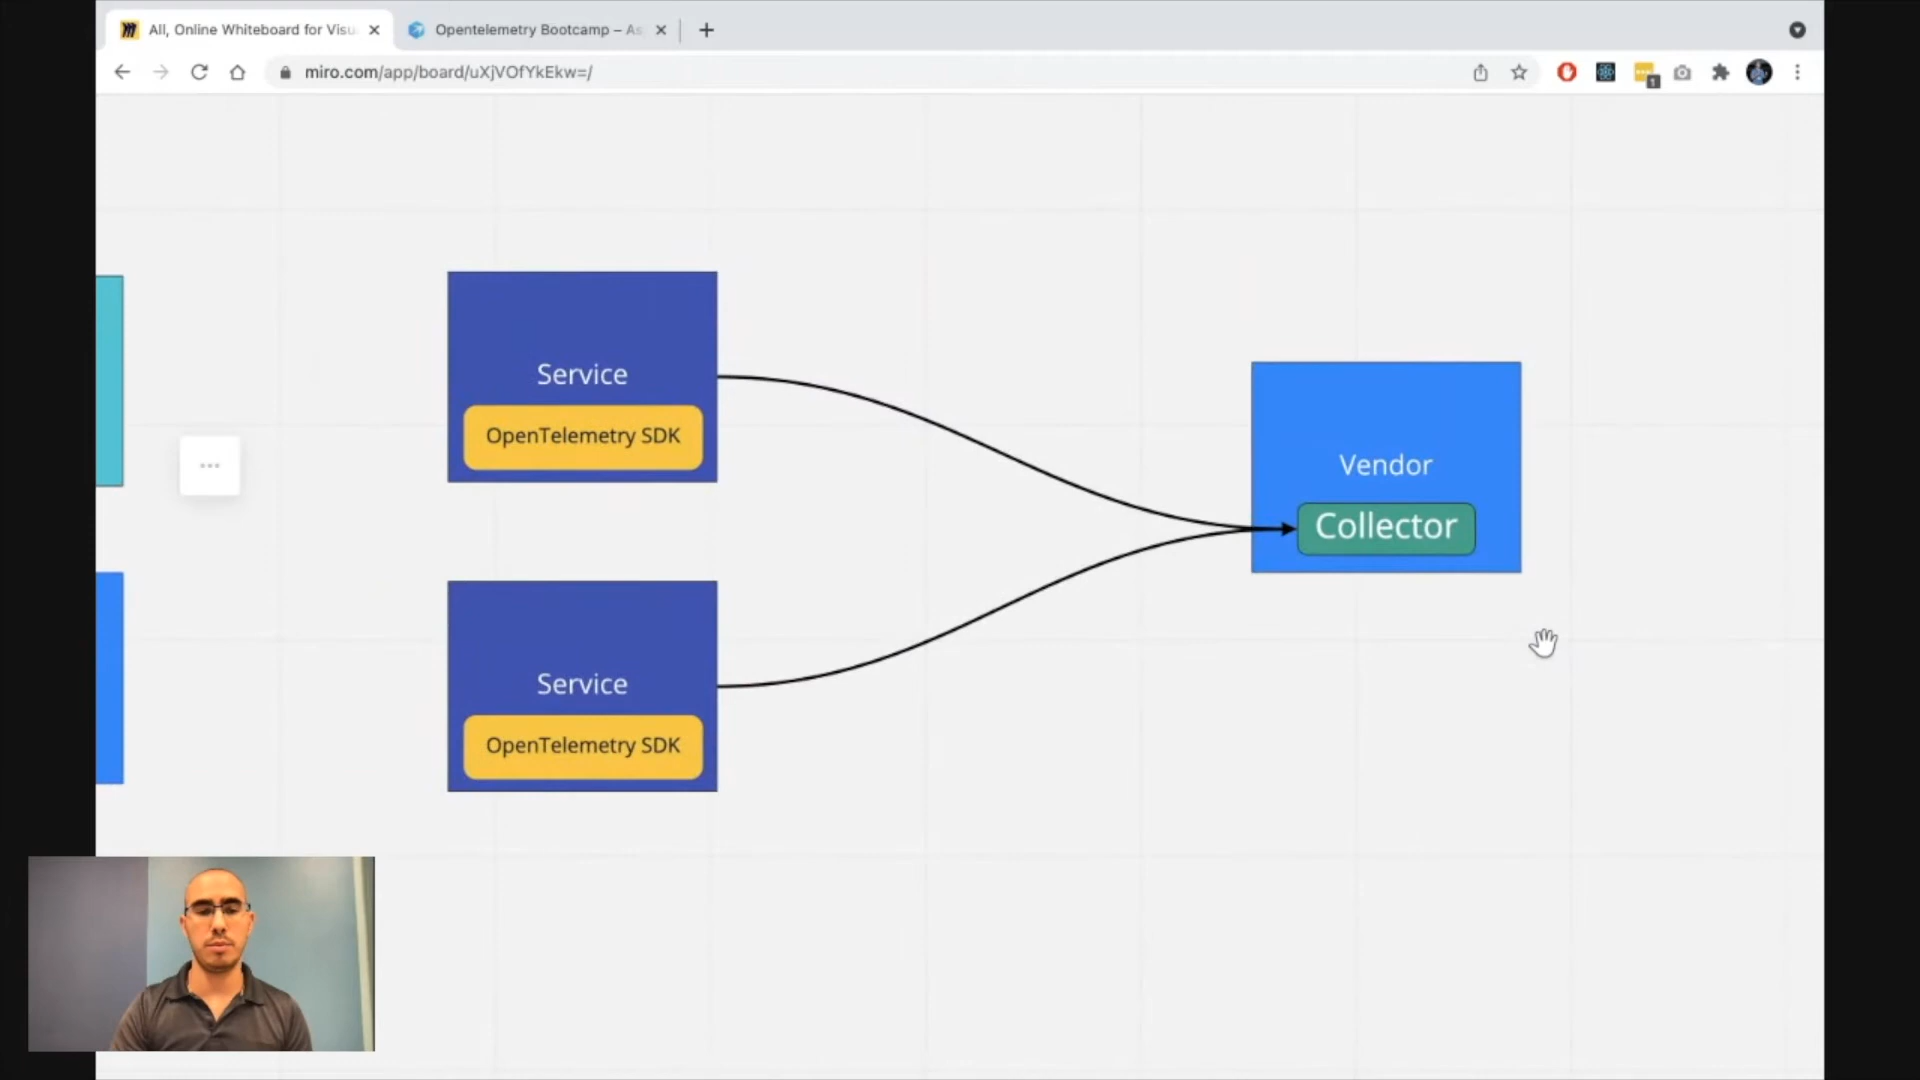 All, Online Whiteboard for Visu
Opentelemetry Bootcamp – As
miro.com/app/board/uXjVOfYkEkw=/
1
Service
OpenTelemetry SDK
Vendor
Collector
Service
OpenTelemetry SDK